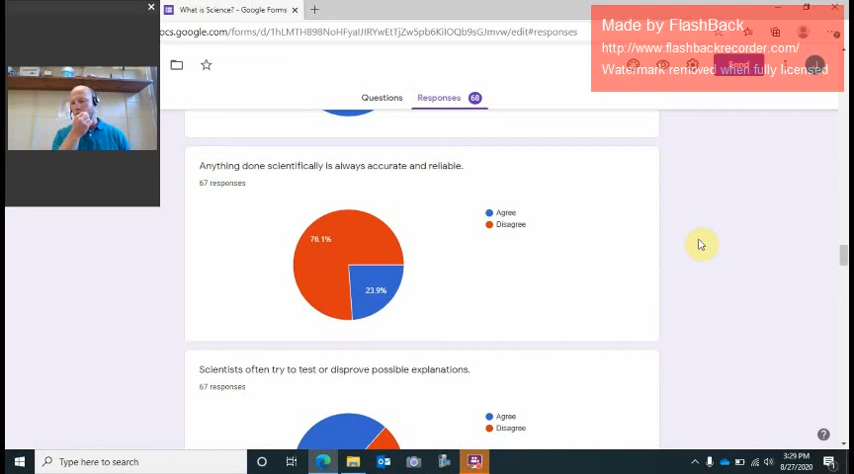 What is Science? - Google Forms
ocs.google.com/forms/d/1hLMTH898NoHFyaIJIRYwEtTjZw5pb6KiIOQb9sGJmvw/edit#responses
Made by FlashBack
http://www.flashbackrecorder.com/
Watermark removed when fully licensed
Send
Questions
Responses 68
Anything done scientifically is always accurate and reliable.
67 responses
Agree
Disagree
76.1%
23.9%
Scientists often try to test or disprove possible explanations.
67 responses
Agree
Disagree
Type here to search
3:29 PM
8/27/2020